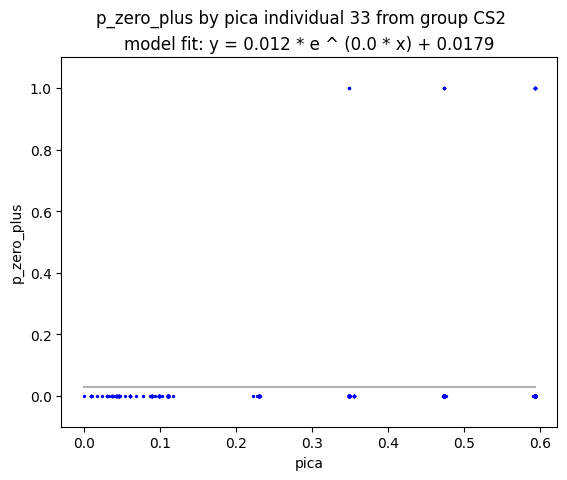 p_zero_plus by pica individual 33 from group CS2
model fit: y = 0.012 * e ^ (0.0 * x) + 0.0179
1.0
0.8
0.6
0.4
0.2
0.0
p_zero_plus
0.0 0.1 0.2 0.3 0.4 0.5 0.6
pica